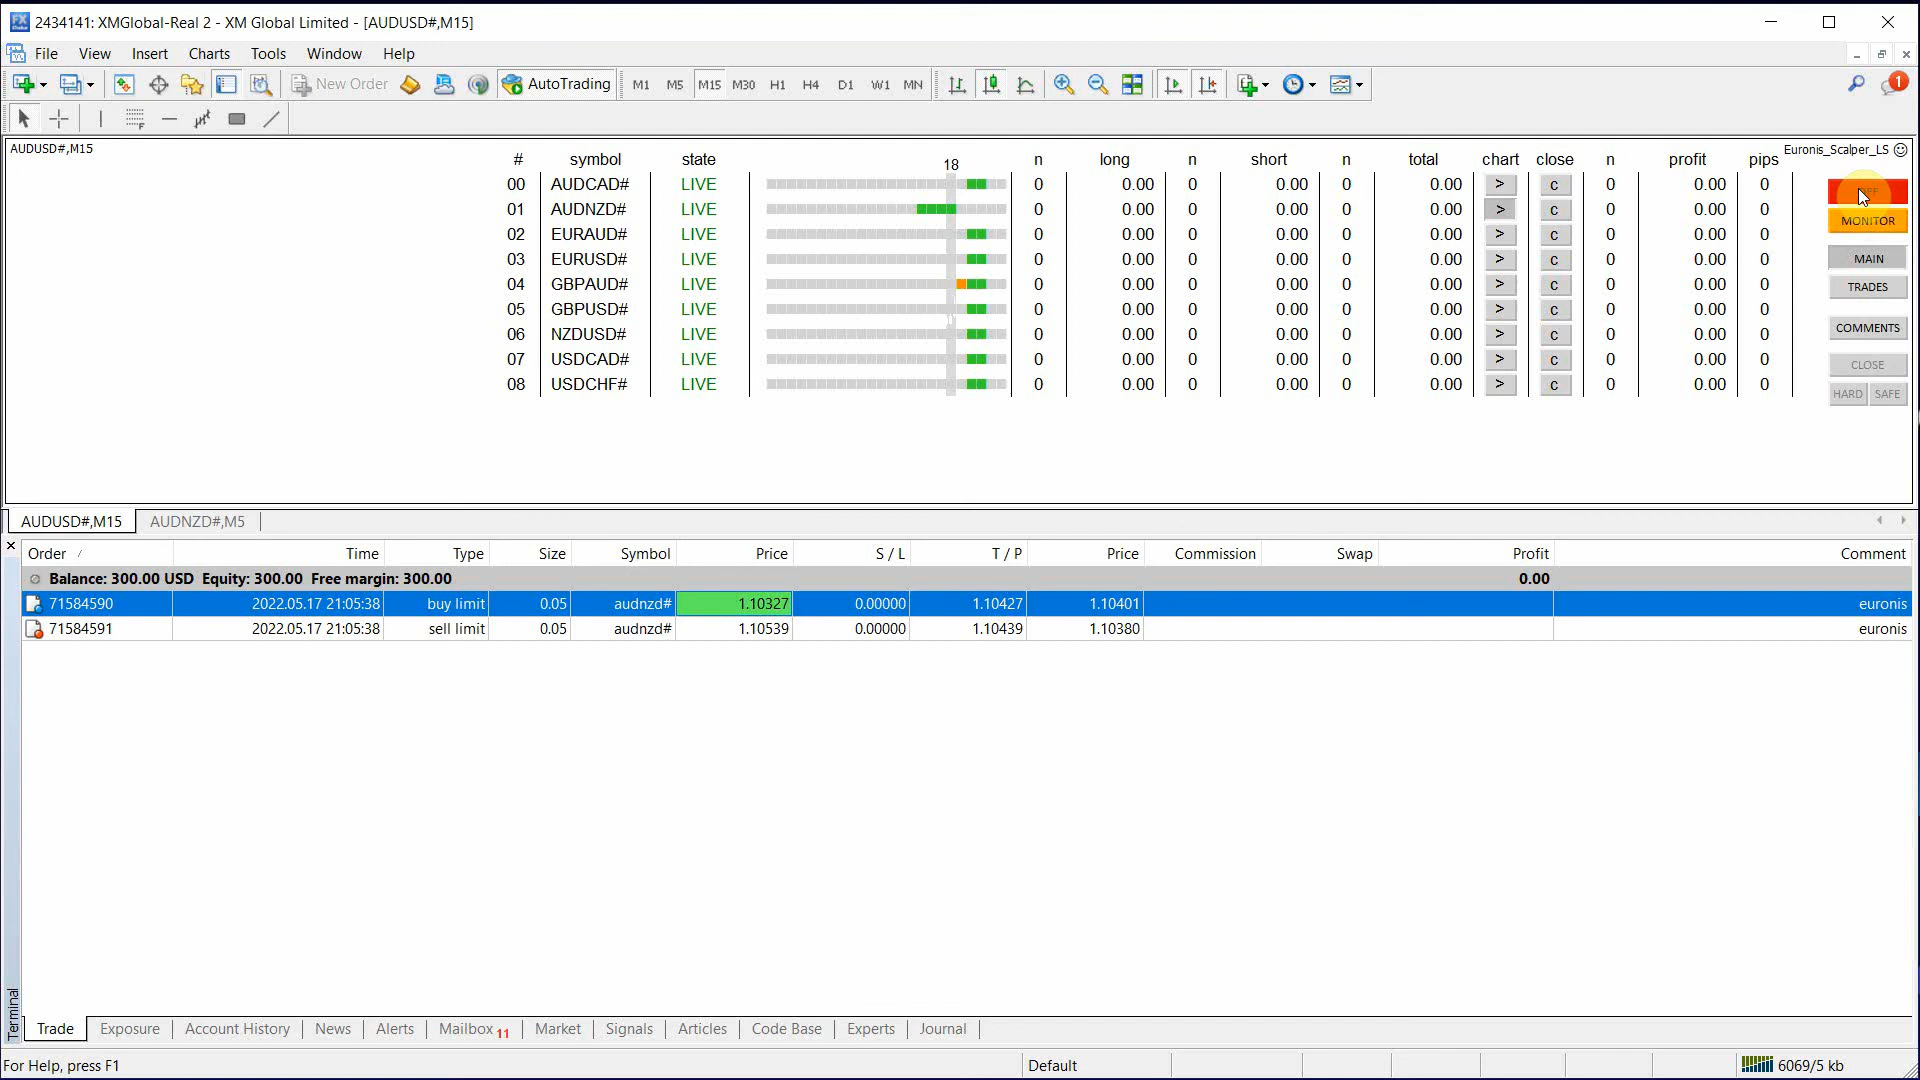 2434141: XMGlobal-Real 2 - XM Global Limited - [AUDUSD#,M15]
File View Insert Charts Tools Window Help
New Order AutoTrading M1 M5 M15 M30 H1 H4 D1 W1 MN 1
AUDUSD#,M15
Euronis_Scalper_LS
# symbol state 18 n long n short n total chart close n profit pips
00 AUDCAD# LIVE 0 0.00 0 0.00 0 0.00 > c 0 0.00 0
01 AUDNZD# LIVE 0 0.00 0 0.00 0 0.00 > c 0 0.00 0
02 EURAUD# LIVE 0 0.00 0 0.00 0 0.00 > c 0 0.00 0
03 EURUSD# LIVE 0 0.00 0 0.00 0 0.00 > c 0 0.00 0
04 GBPAUD# LIVE 0 0.00 0 0.00 0 0.00 > c 0 0.00 0
05 GBPUSD# LIVE 0 0.00 0 0.00 0 0.00 > c 0 0.00 0
06 NZDUSD# LIVE 0 0.00 0 0.00 0 0.00 > c 0 0.00 0
07 USDCAD# LIVE 0 0.00 0 0.00 0 0.00 > c 0 0.00 0
08 USDCHF# LIVE 0 0.00 0 0.00 0 0.00 > c 0 0.00 0
MONITOR
MAIN
TRADES
COMMENTS
CLOSE
HARD SAFE
AUDUSD#,M15 AUDNZD#,M5
Order / Time Type Size Symbol Price S / L T / P Price Commission Swap Profit Comment
Balance: 300.00 USD Equity: 300.00 Free margin: 300.00 0.00
71584590 2022.05.17 21:05:38 buy limit 0.05 audnzd# 1.10327 0.00000 1.10427 1.10401 euronis
71584591 2022.05.17 21:05:38 sell limit 0.05 audnzd# 1.10539 0.00000 1.10439 1.10380 euronis
Terminal
Trade Exposure Account History News Alerts Mailbox 11 Market Signals Articles Code Base Experts Journal
For Help, press F1 Default 6069/5 kb